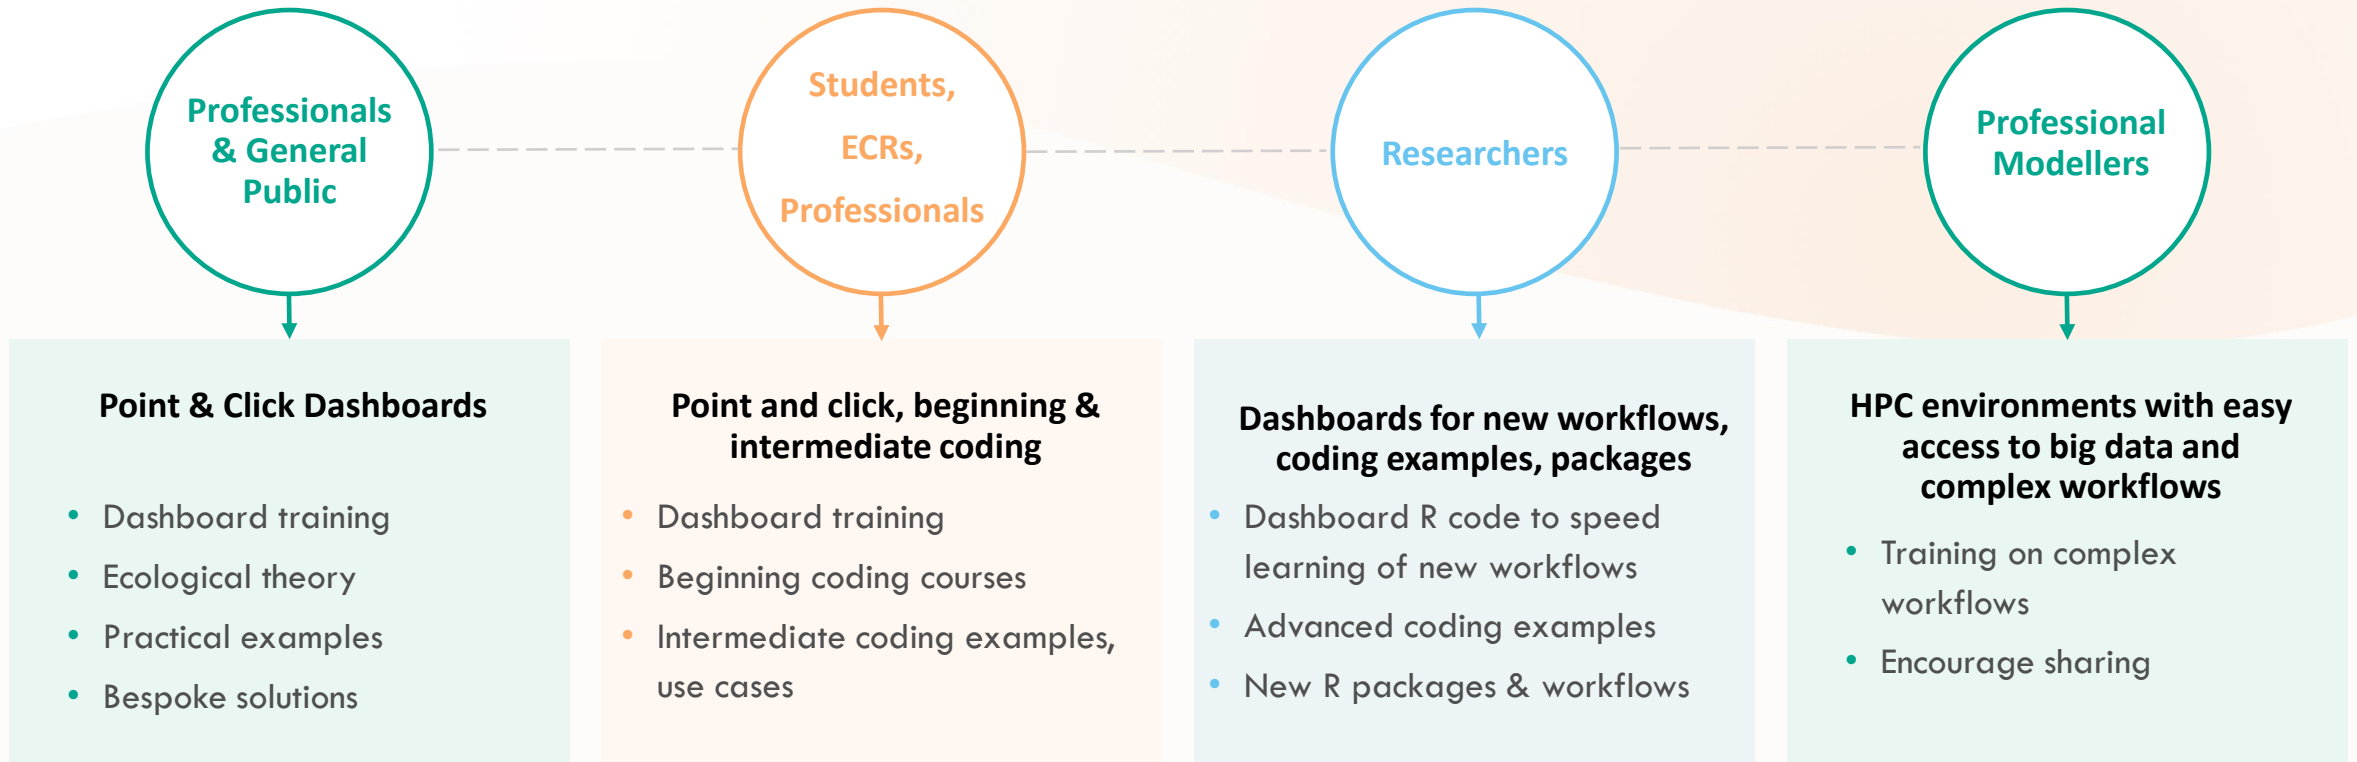 Professionals
& General
Public
Students,
ECRs,
Professionals
Researchers
Professional
Modellers
Point & Click Dashboards
• Dashboard training
• Ecological theory
• Practical examples
• Bespoke solutions
Point and click, beginning &
intermediate coding
• Dashboard training
• Beginning coding courses
• Intermediate coding examples,
use cases
Dashboards for new workflows,
coding examples, packages
• Dashboard R code to speed
learning of new workflows
• Advanced coding examples
• New R packages & workflows
HPC environments with easy
access to big data and
complex workflows
• Training on complex
workflows
• Encourage sharing